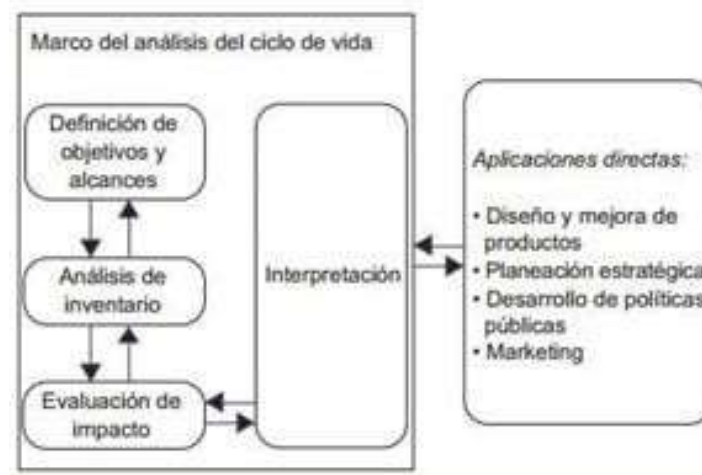 Marco del análisis del ciclo de vida
Definición de
objetivos y
alcances
Análisis de
inventario
Evaluación de
impacto
Interpretación
Aplicaciones directas:
• Diseño y mejora de
productos
• Planeación estratégica
• Desarrollo de políticas
públicas
• Marketing